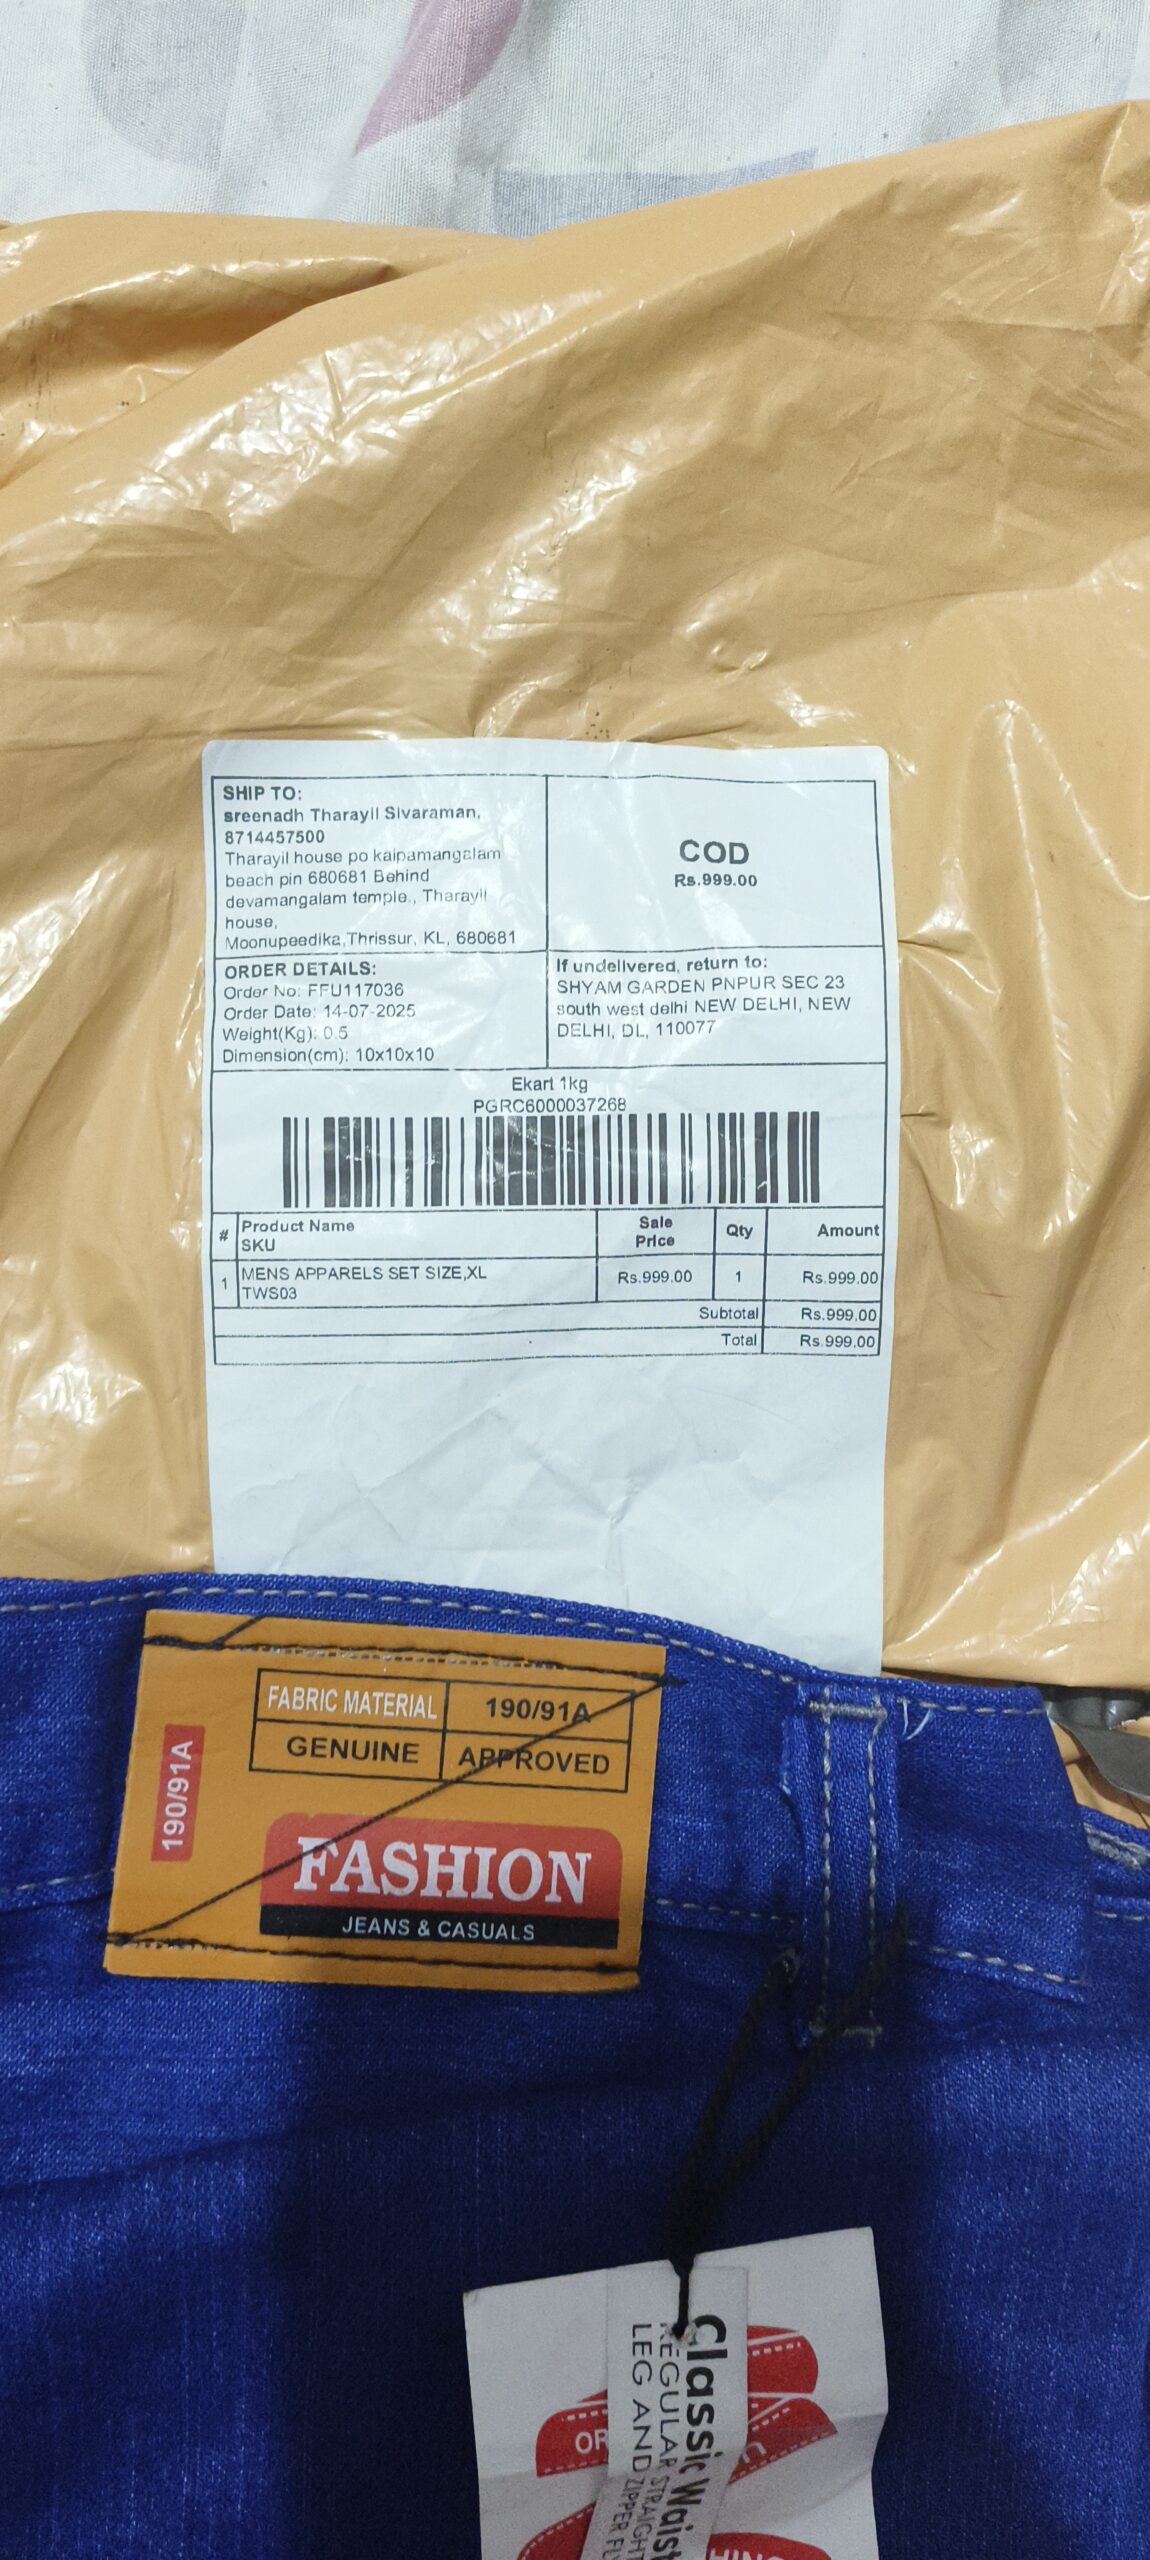 SHIP TO:
sreenadh Tharayil Sivaraman,
8714457500
Tharayil house po kaipamangalam
beach pin 680681 Behind
devamangalam temple., Tharayil
house,
Moonupeedika,Thrissur, KL, 680681
COD
Rs.999.00
ORDER DETAILS:
Order No: FFU117036
Order Date: 14-07-2025
Weight(Kg): 0.5
Dimension(cm): 10x10x10
If undelivered, return to:
SHYAM GARDEN PNPUR SEC 23
south west delhi NEW DELHI, NEW
DELHI, DL, 110077
Ekart 1kg
PGRC6000037268
# Product Name SKU Sale Price Qty Amount
1 MENS APPARELS SET SIZE,XL TWS03 Rs.999.00 1 Rs.999.00
Subtotal Rs.999.00
Total Rs.999.00
FABRIC MATERIAL 190/91A
GENUINE APPROVED
190/91A
FASHION
JEANS & CASUALS
Classic Waist
REGULAR STRAIGHT
LEG AND ZIPPER